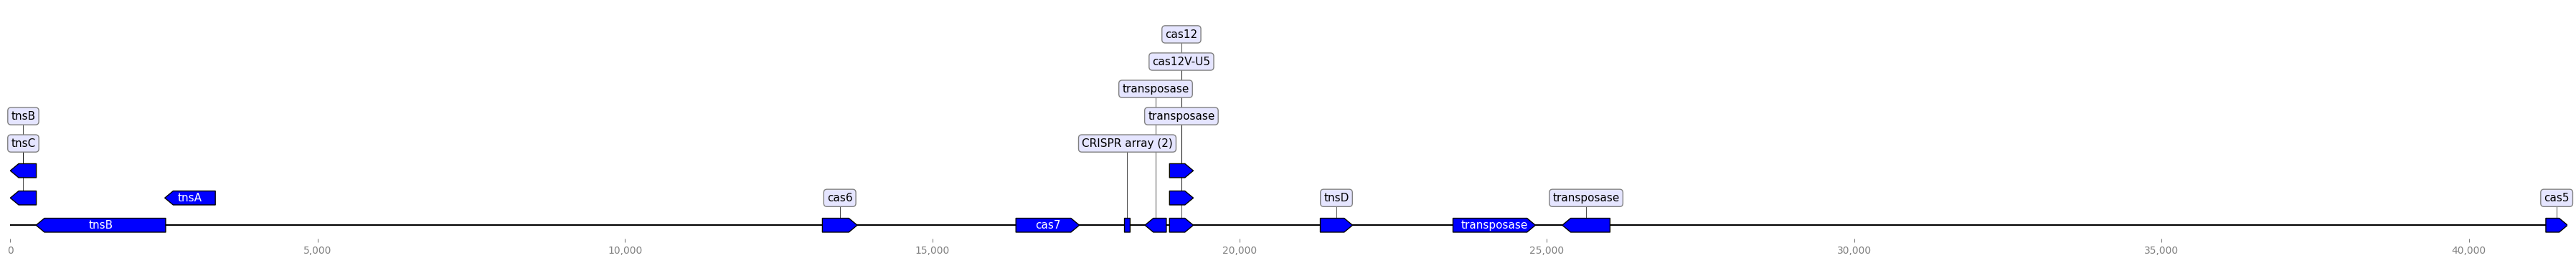 cas12
cas12V-U5
transposase
tnsB
transposase
tnsC
CRISPR array (2)
tnsA
cas6
tnsD
transposase
cas5
tnsB
cas7
transposase
0
5,000
10,000
15,000
20,000
25,000
30,000
35,000
40,000